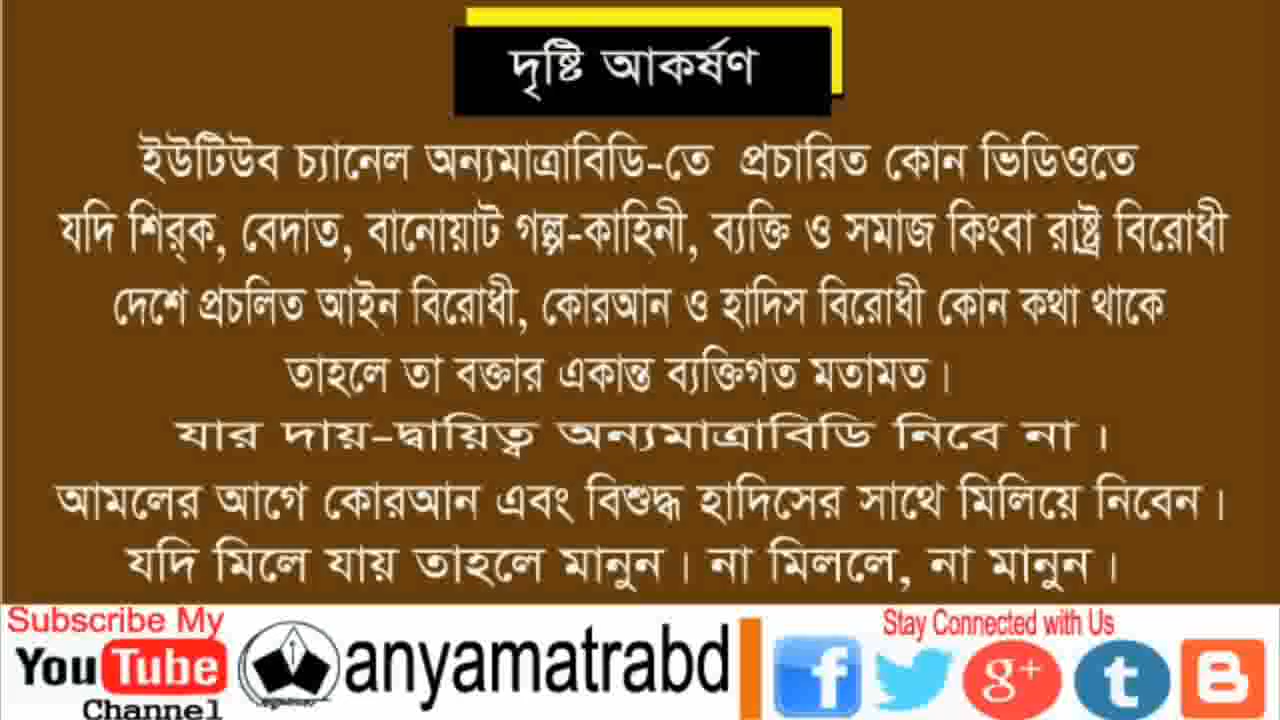 দৃষ্টি আকর্ষণ
ইউটিউব চ্যানেল অন্যমাত্রাবিডি-তে প্রচারিত কোন ভিডিওতে
যদি শির্‌ক, বেদাত, বানোয়াট গল্প-কাহিনী, ব্যক্তি ও সমাজ কিংবা রাষ্ট্র বিরোধী
দেশে প্রচলিত আইন বিরোধী, কোরআন ও হাদিস বিরোধী কোন কথা থাকে
তাহলে তা বক্তার একান্ত ব্যক্তিগত মতামত।
যার দায়-দ্বায়িত্ব অন্যমাত্রাবিডি নিবে না।
আমলের আগে কোরআন এবং বিশুদ্ধ হাদিসের সাথে মিলিয়ে নিবেন।
যদি মিলে যায় তাহলে মানুন। না মিললে, না মানুন।
Subscribe My
YouTube
Channel
anyamatrabd
Stay Connected with Us
f
g+
t
B